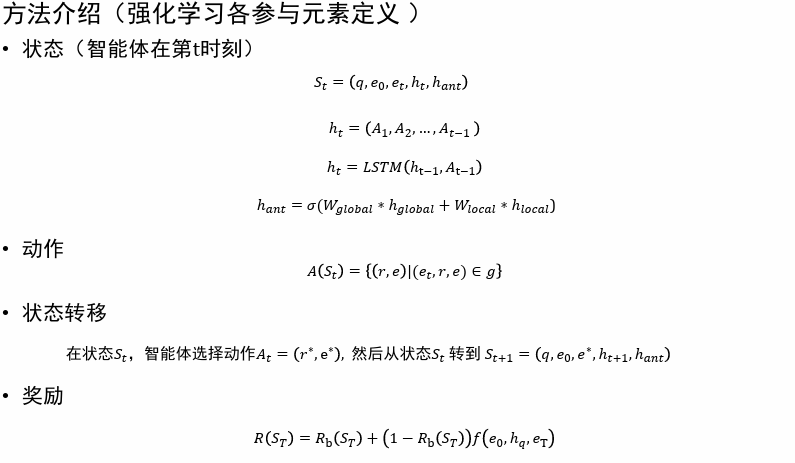 方法介绍（强化学习各参与元素定义 ）
• 状态（智能体在第t时刻）
$S_t = (q, e_0, e_t, h_t, h_{ant})$
$h_t = (A_1, A_2, \ldots, A_{t-1})$
$h_t = LSTM(h_{t-1}, A_{t-1})$
$h_{ant} = \sigma(W_{global} * h_{global} + W_{local} * h_{local})$
• 动作
$A(S_t) = \{(r, e)|(e_t, r, e) \in g\}$
• 状态转移
在状态$S_t$，智能体选择动作$A_t = (r^*, e^*)$, 然后从状态$S_t$ 转到 $S_{t+1} = (q, e_0, e^*, h_{t+1}, h_{ant})$
• 奖励
$R(S_T) = R_b(S_T) + (1 - R_b(S_T))f(e_0, h_q, e_T)$